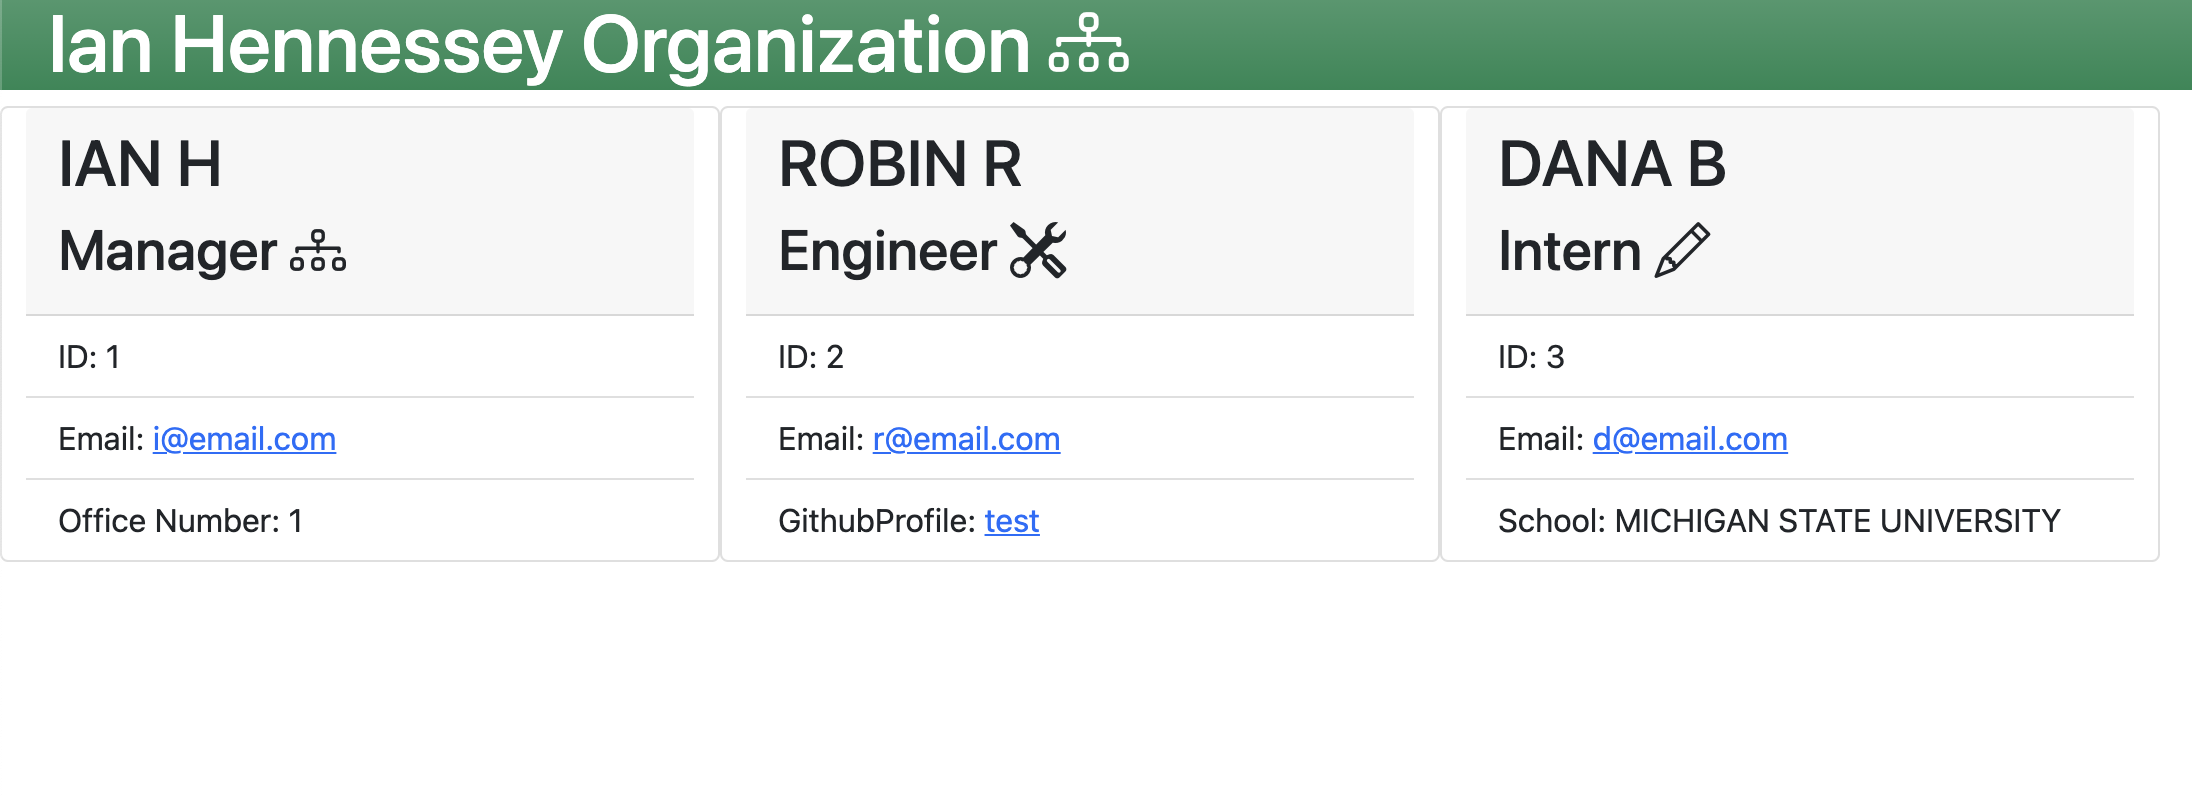 Ian Hennessey Organization
IAN H
Manager
ID: 1
Email: i@email.com
Office Number: 1
ROBIN R
Engineer
ID: 2
Email: r@email.com
GithubProfile: test
DANA B
Intern
ID: 3
Email: d@email.com
School: MICHIGAN STATE UNIVERSITY